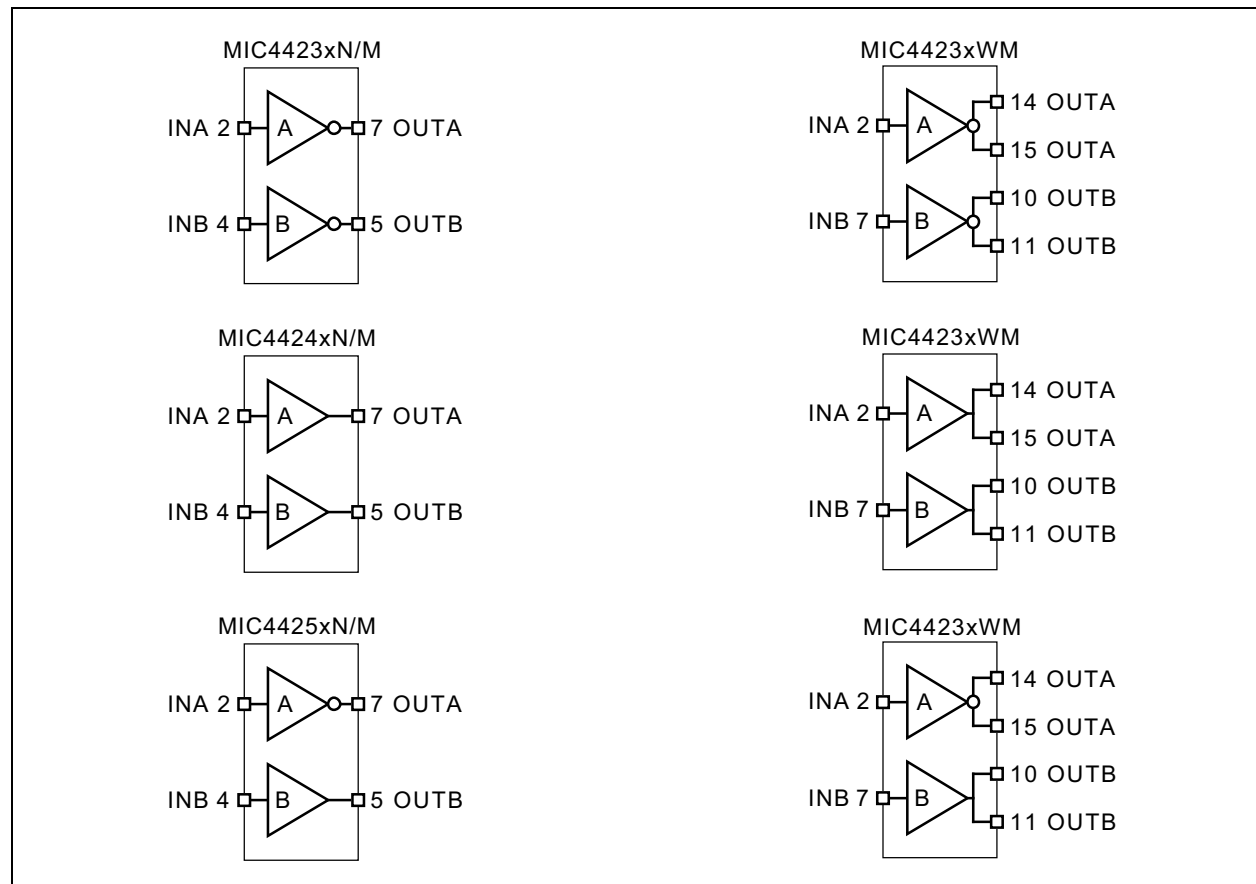 MIC4423xN/M
INA 2
A
7 OUTA
INB 4
B
5 OUTB
MIC4423xWM
INA 2
A
14 OUTA
15 OUTA
INB 7
B
10 OUTB
11 OUTB
MIC4424xN/M
INA 2
A
7 OUTA
INB 4
B
5 OUTB
MIC4423xWM
INA 2
A
14 OUTA
15 OUTA
INB 7
B
10 OUTB
11 OUTB
MIC4425xN/M
INA 2
A
7 OUTA
INB 4
B
5 OUTB
MIC4423xWM
INA 2
A
14 OUTA
15 OUTA
INB 7
B
10 OUTB
11 OUTB